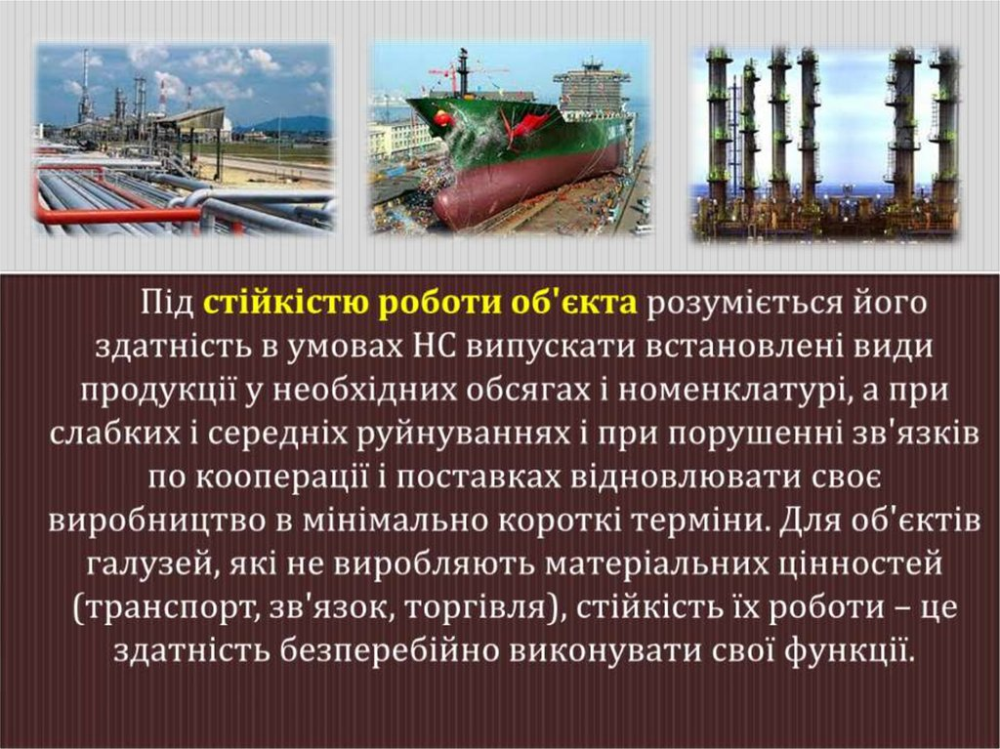 Під стійкістю роботи об'єкта розуміється його
здатність в умовах НС випускати встановлені види
продукції у необхідних обсягах і номенклатурі, а при
слабких і середніх руйнуваннях і при порушенні зв'язків
по кооперації і поставках відновлювати своє
виробництво в мінімально короткі терміни. Для об'єктів
галузей, які не виробляють матеріальних цінностей
(транспорт, зв'язок, торгівля), стійкість їх роботи – це
здатність безперебійно виконувати свої функції.